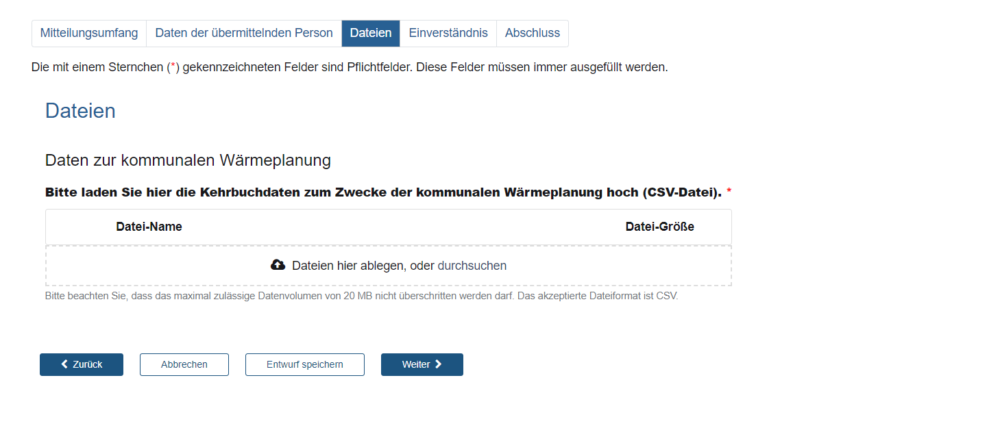 Mitteilungsumfang Daten der übermittelnden Person Dateien Einverständnis Abschluss
Die mit einem Sternchen (*) gekennzeichneten Felder sind Pflichtfelder. Diese Felder müssen immer ausgefüllt werden.
Dateien
Daten zur kommunalen Wärmeplanung
Bitte laden Sie hier die Kehrbuchdaten zum Zwecke der kommunalen Wärmeplanung hoch (CSV-Datei). *
Datei-Name Datei-Größe
Dateien hier ablegen, oder durchsuchen
Bitte beachten Sie, dass das maximal zulässige Datenvolumen von 20 MB nicht überschritten werden darf. Das akzeptierte Dateiformat ist CSV.
Zurück Abbrechen Entwurf speichern Weiter